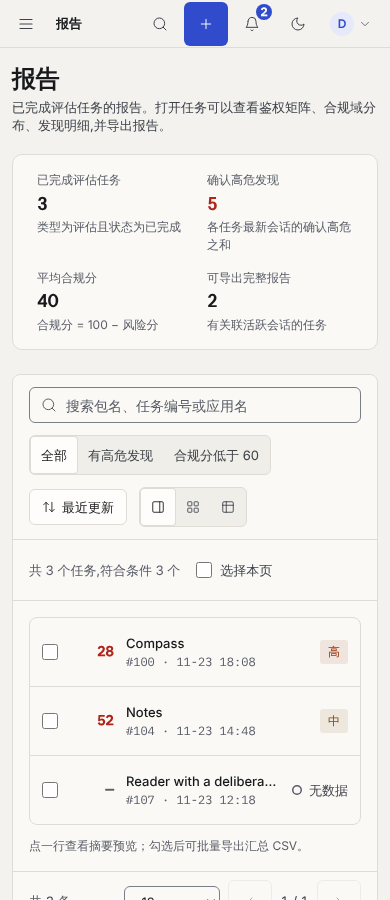 报告
2
D
报告
已完成评估任务的报告。打开任务可以查看鉴权矩阵、合规域分
布、发现明细,并导出报告。
已完成评估任务
3
类型为评估且状态为已完成
确认高危发现
5
各任务最新会话的确认高危
之和
平均合规分
40
合规分 = 100 − 风险分
可导出完整报告
2
有关联活跃会话的任务
搜索包名、任务编号或应用名
全部 有高危发现 合规分低于 60
最近更新
共 3 个任务,符合条件 3 个 选择本页
28 Compass 高
#100 · 11-23 18:08
52 Notes 中
#104 · 11-23 14:48
– Reader with a delibera... 无数据
#107 · 11-23 12:18
点一行查看摘要预览；勾选后可批量导出汇总 CSV。